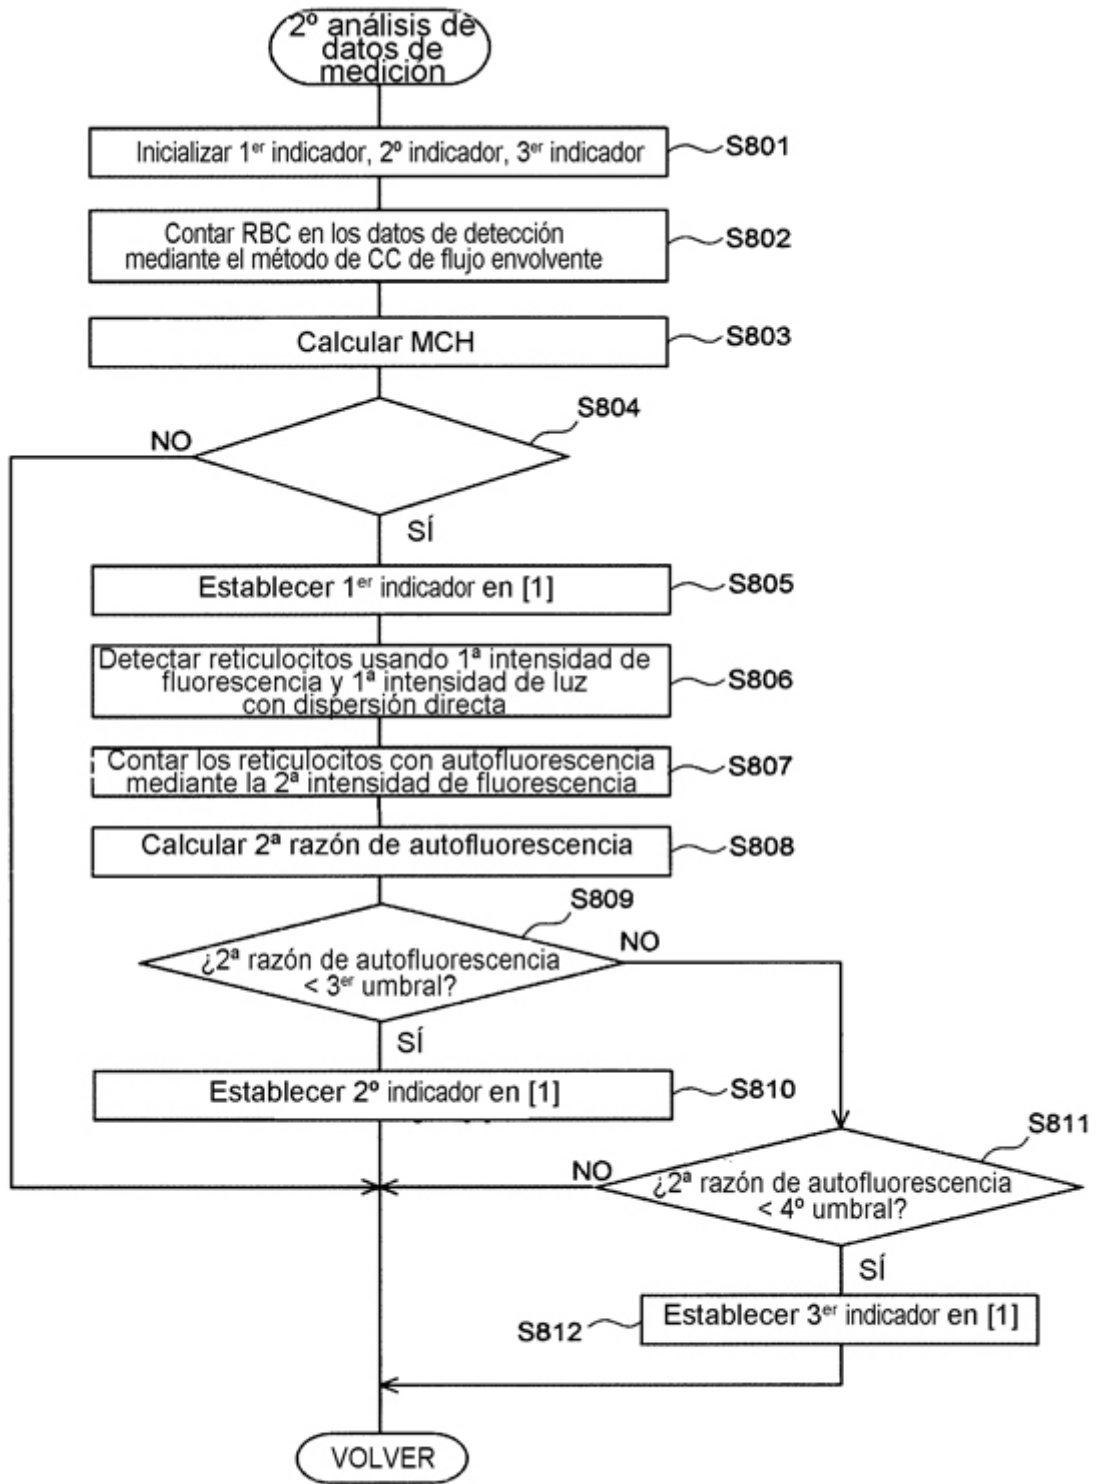 2º análisis de
datos de
medición
Inicializar 1er indicador, 2º indicador, 3er indicador
S801
Contar RBC en los datos de detección
mediante el método de CC de flujo envolvente
S802
Calcular MCH
S803
S804
NO
SÍ
Establecer 1er indicador en [1]
S805
Detectar reticulocitos usando 1ª intensidad de
fluorescencia y 1ª intensidad de luz
con dispersión directa
S806
Contar los reticulocitos con autofluorescencia
mediante la 2ª intensidad de fluorescencia
S807
Calcular 2ª razón de autofluorescencia
S808
S809
NO
¿2ª razón de autofluorescencia
< 3er umbral?
SÍ
Establecer 2º indicador en [1]
S810
S811
NO
¿2ª razón de autofluorescencia
< 4º umbral?
SÍ
Establecer 3er indicador en [1]
S812
VOLVER